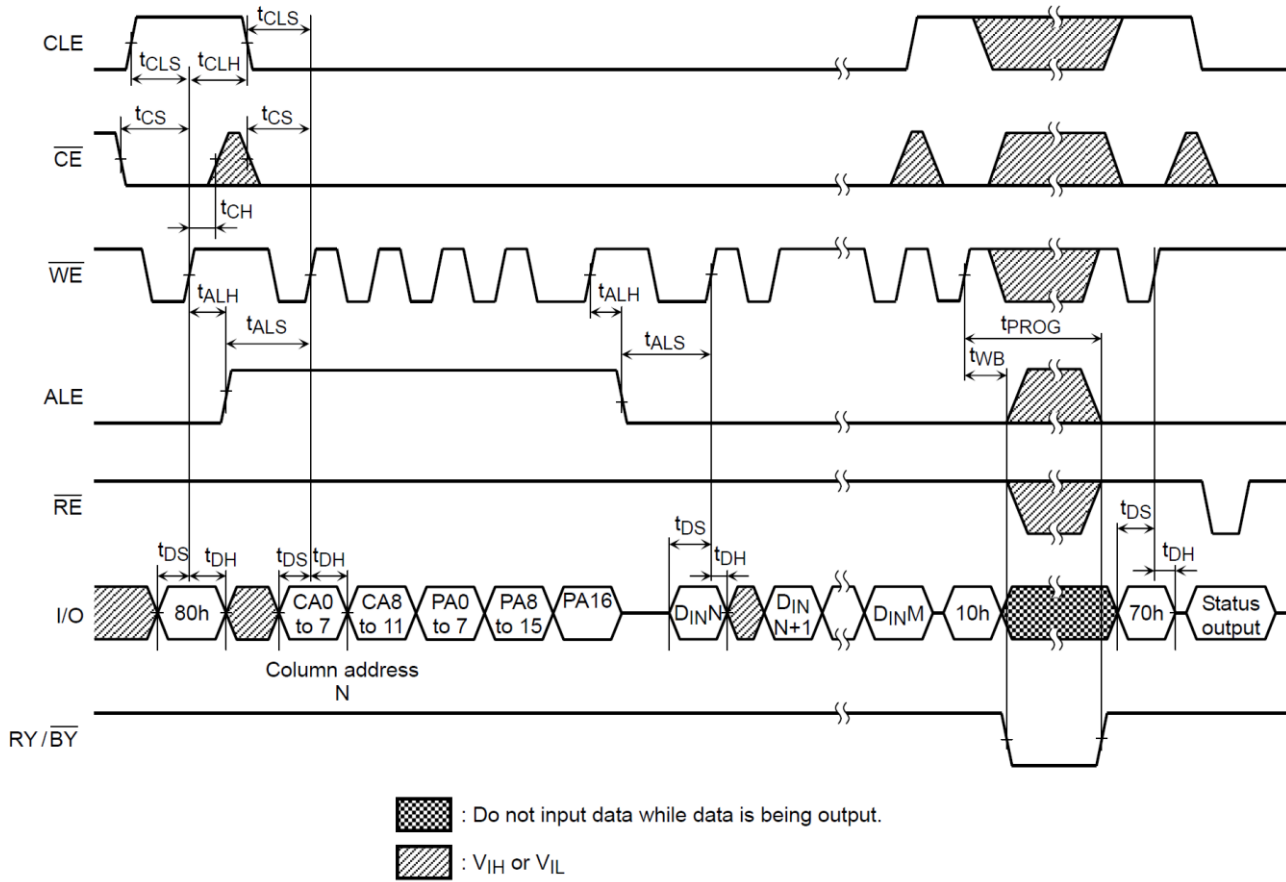 tCLS
CLE
tCLS tCLH
tCS tCS
CE
tCH
WE
tALH tALH
tALS tALS tPROG
tWB
ALE
RE
tDS tDH tDS tDH tDS tDH tDS tDH
I/O 80h CA0 to 7 CA8 to 11 PA0 to 7 PA8 to 15 PA16 DINN DIN N+1 DINM 10h 70h Status output
Column address
N
RY/BY
: Do not input data while data is being output.
: VIH or VIL